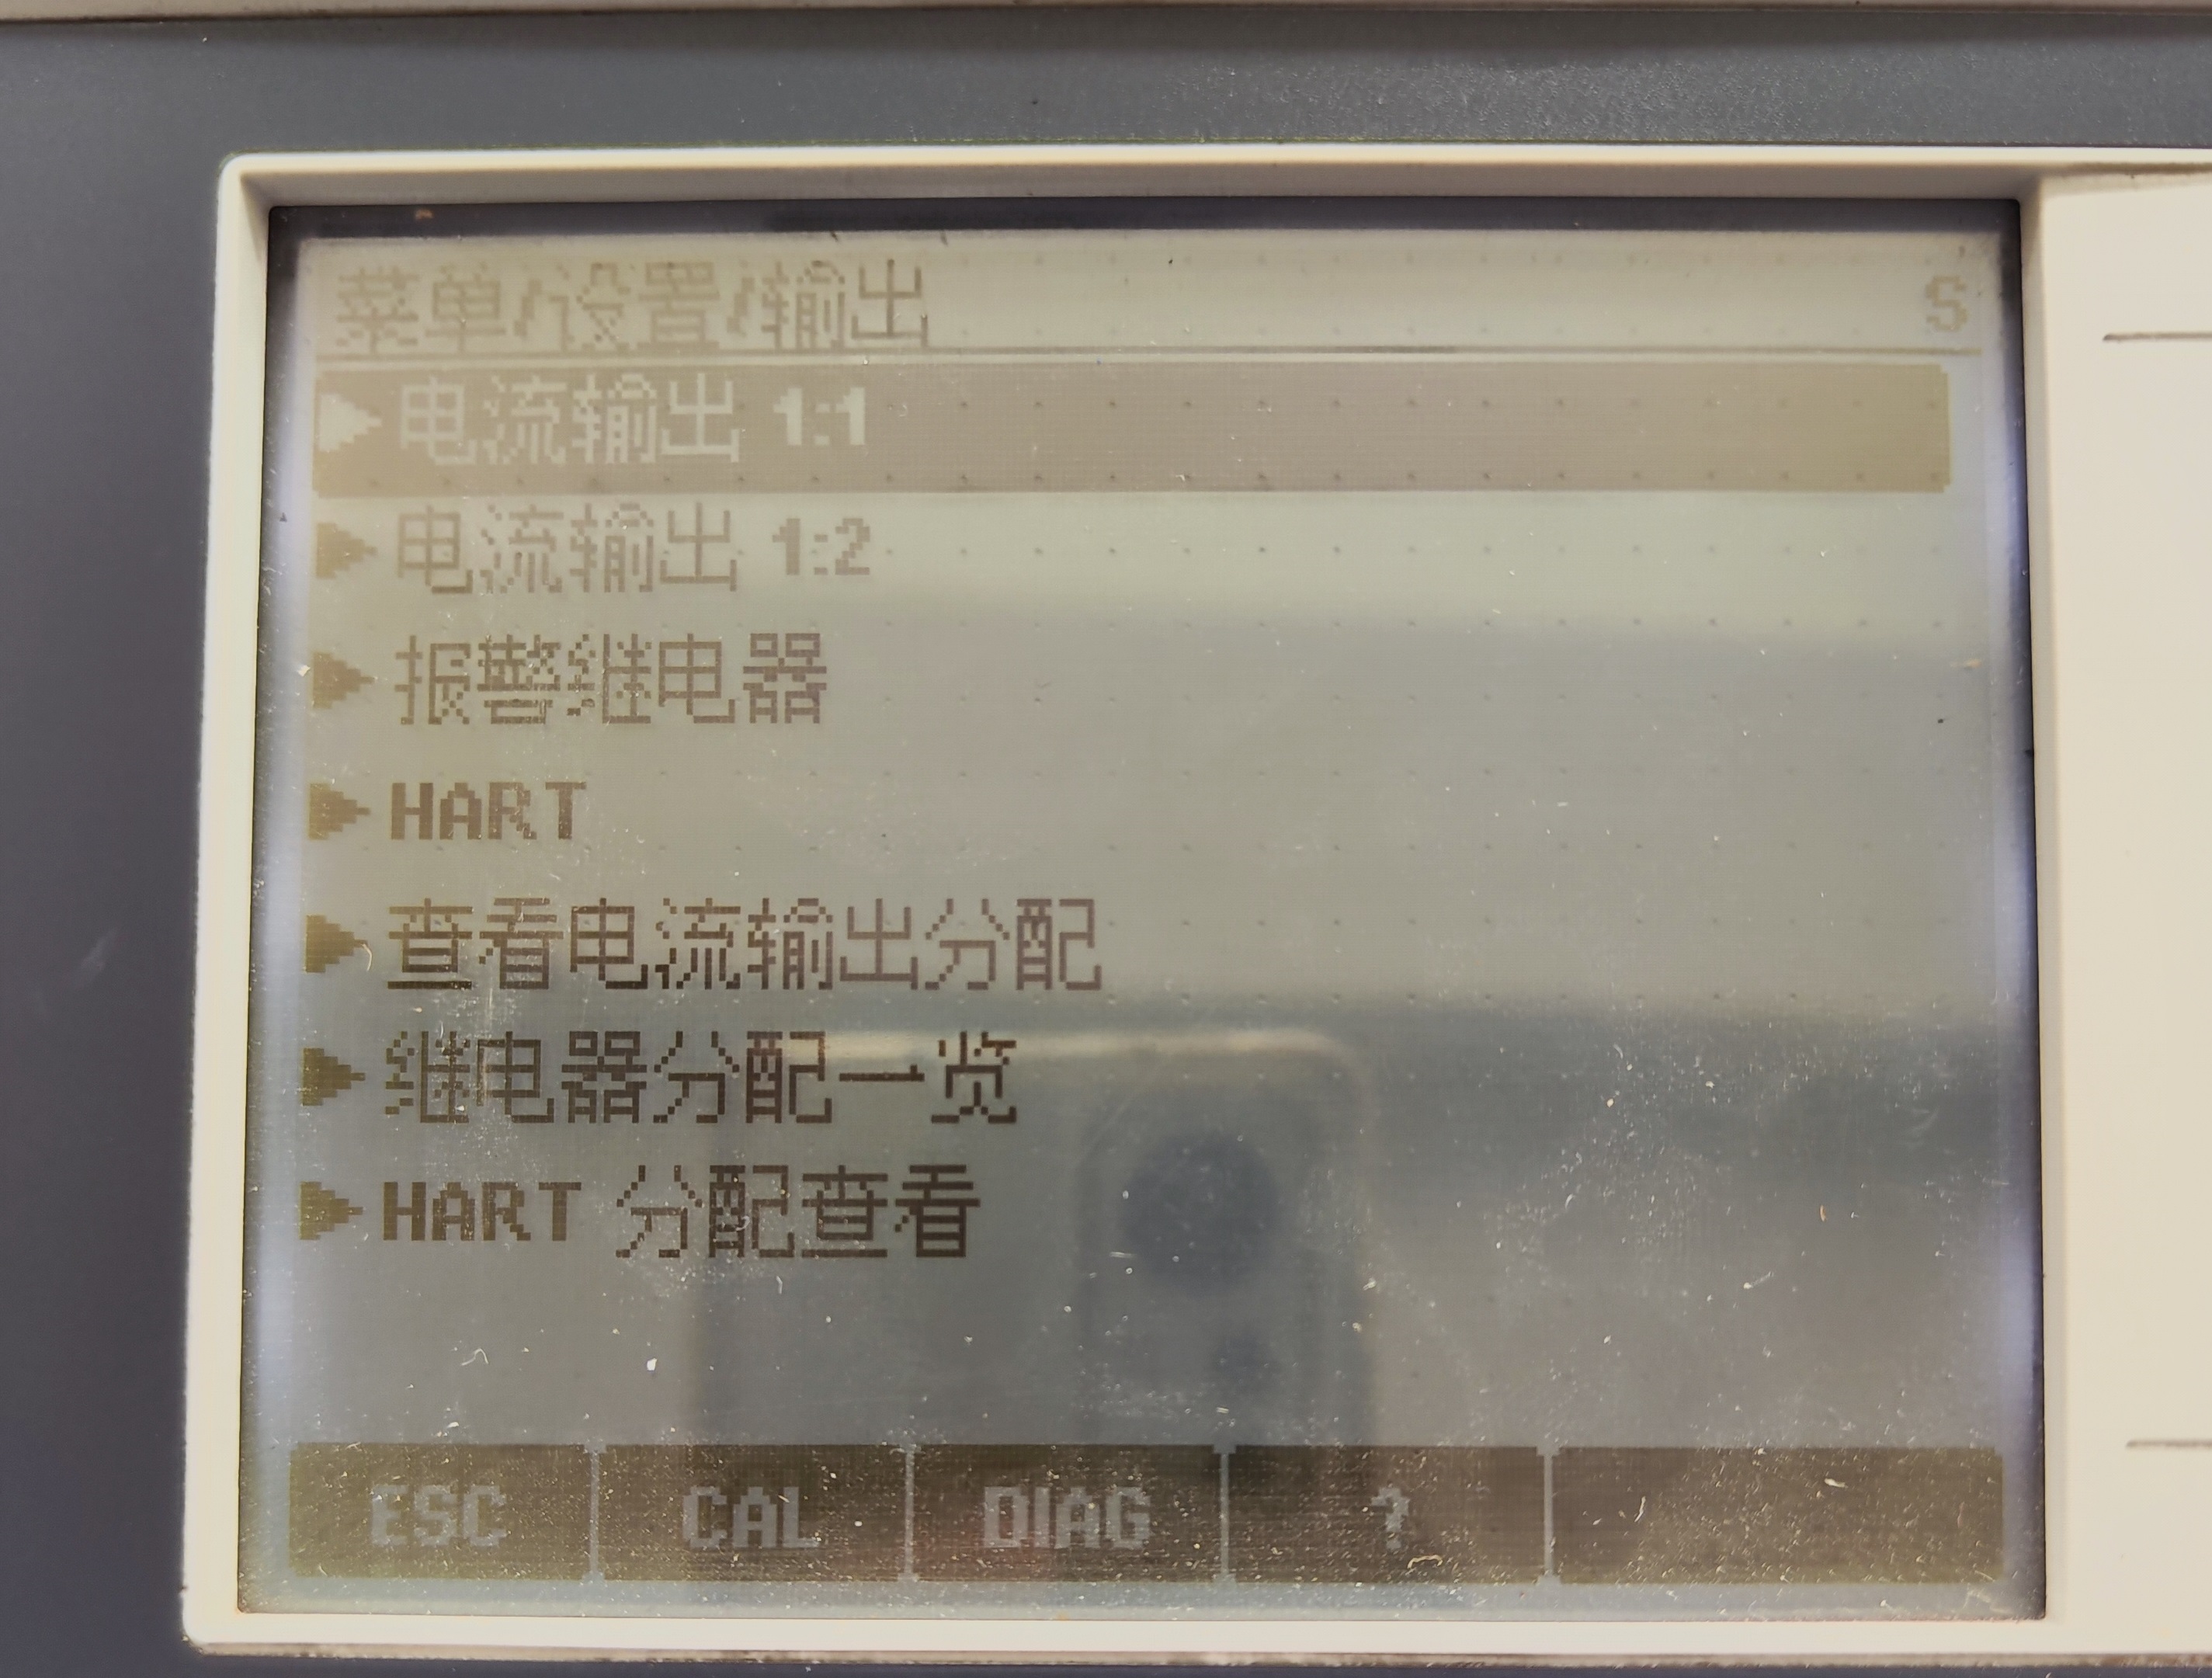 菜单/设置/输出 S
电流输出 1:1
电流输出 1:2
报警继电器
HART
查看电流输出分配
继电器分配一览
HART 分配查看
ESC CAL DIAG ?